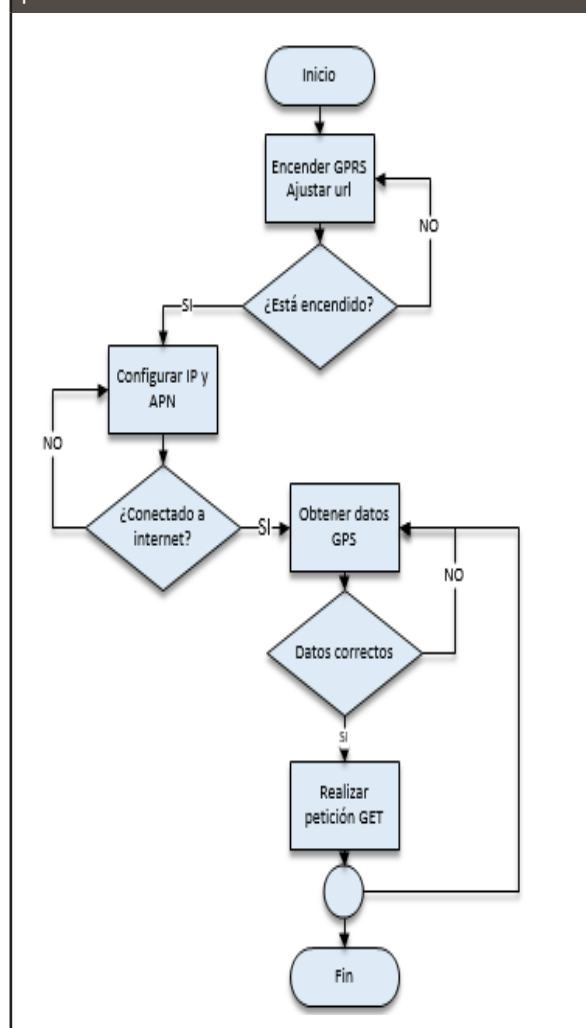 Inicio
Encender GPRS
Ajustar url
NO
¿Está encendido?
SI
Configurar IP y
APN
NO
¿Conectado a
internet?
SI
Obtener datos
GPS
NO
Datos correctos
SI
Realizar
petición GET
Fin